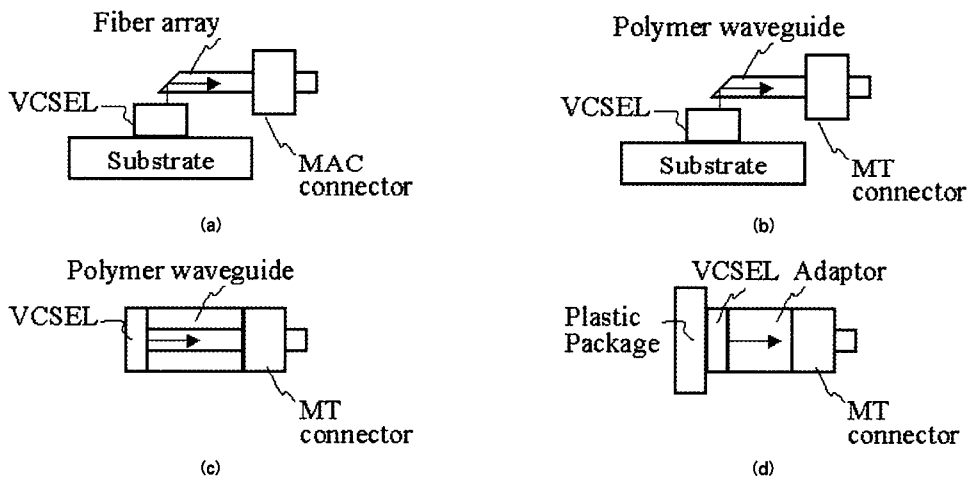 Fiber array
VCSEL
Substrate
MAC
connector
(a)
Polymer waveguide
VCSEL
Substrate
MT
connector
(b)
Polymer waveguide
VCSEL
MT
connector
(c)
VCSEL
Adaptor
Plastic
Package
MT
connector
(d)